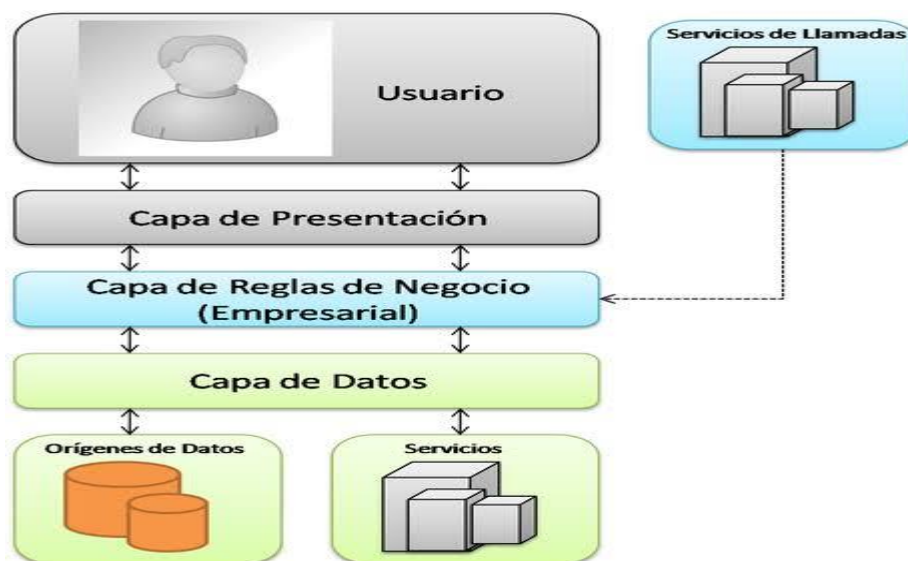 Usuario
Servicios de Llamadas
Capa de Presentación
Capa de Reglas de Negocio
(Empresarial)
Capa de Datos
Orígenes de Datos
Servicios